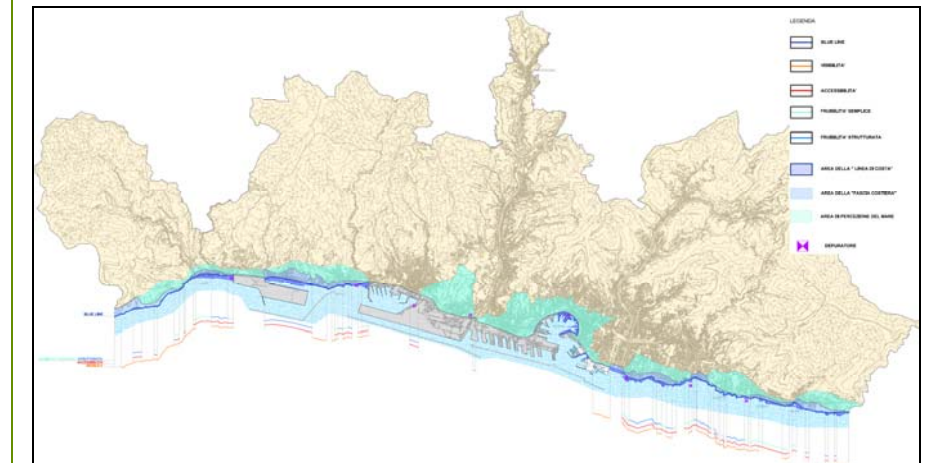 LEGENDA
BLUE LINE
VISIBILITA'
ACCESSIBILITA'
FRUIBILITA' SEMPLICE
FRUIBILITA' STRUTTURATA
AREA DELLA " LINEA DI COSTA"
AREA DELLA "FASCIA COSTIERA"
AREA DI PERCEZIONE DEL MARE
DEPURATORE
BLUE LINE